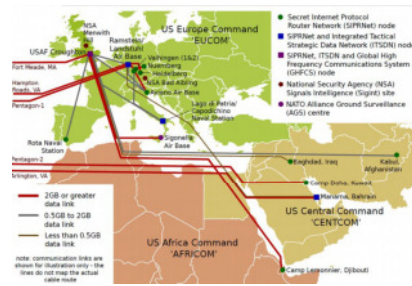 NSA
Menwith
Hill
USAF Croughton
Ramstein/
Landstuhl
Air Base
US Europe Command
'EUCOM'
Vaihingen (1&2)
Nuremberg
Heidelberg
NSA Bad Aibling
Air Base
Fort Meade, MA
Hampton
Roads, VA
Pentagon-1
Lago di Patria/
Capodichino
Naval Station
Rota Naval
Station
Sigonella
Air Base
Pentagon-2
Arlington, VA
Baghdad, Iraq
Kabul,
Afghanistan
Camp Doha, Kuwait
Manama, Bahrain
US Central Command
'CENTCOM'
US Africa Command
'AFRICOM'
Camp Lemonnier, Djibouti
Secret Internet Protocol
Router Network (SIPRNet) node
SIPRNet and Integrated Tactical
Strategic Data Network (ITSDN) node
SIPRNet, ITSDN and Global High
Frequency Communications System
(GHFCS) node
National Security Agency (NSA)
Signals Intelligence (Sigint) site
NATO Alliance Ground Surveillance
(AGS) centre
2GB or greater
data link
0.5GB to 2GB
data link
Less than 0.5GB
data link
note: communication links are
shown for illustration only - the
lines do not map the actual
cable route